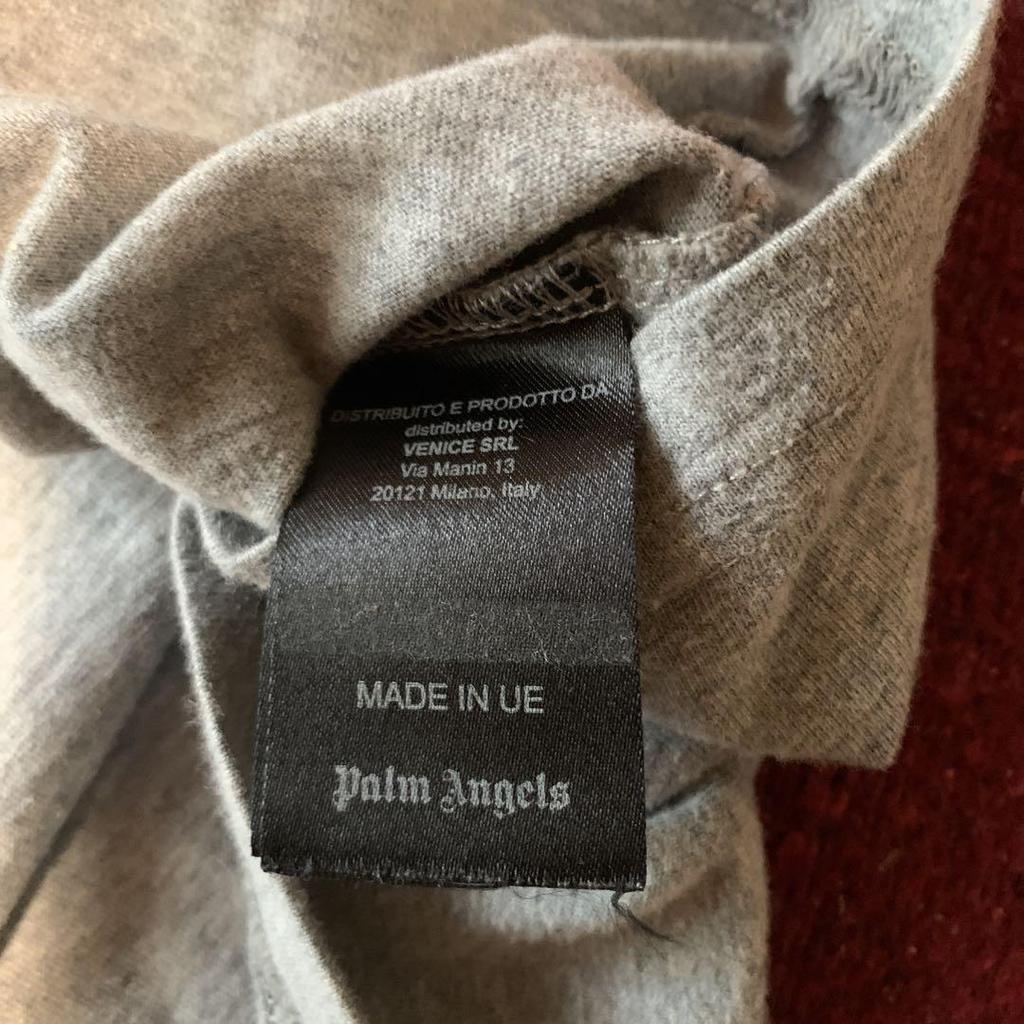 DISTRIBUITO E PRODOTTO DA
distributed by:
VENICE SRL
Via Manin 13
20121 Milano, Italy
MADE IN UE
Palm Angels